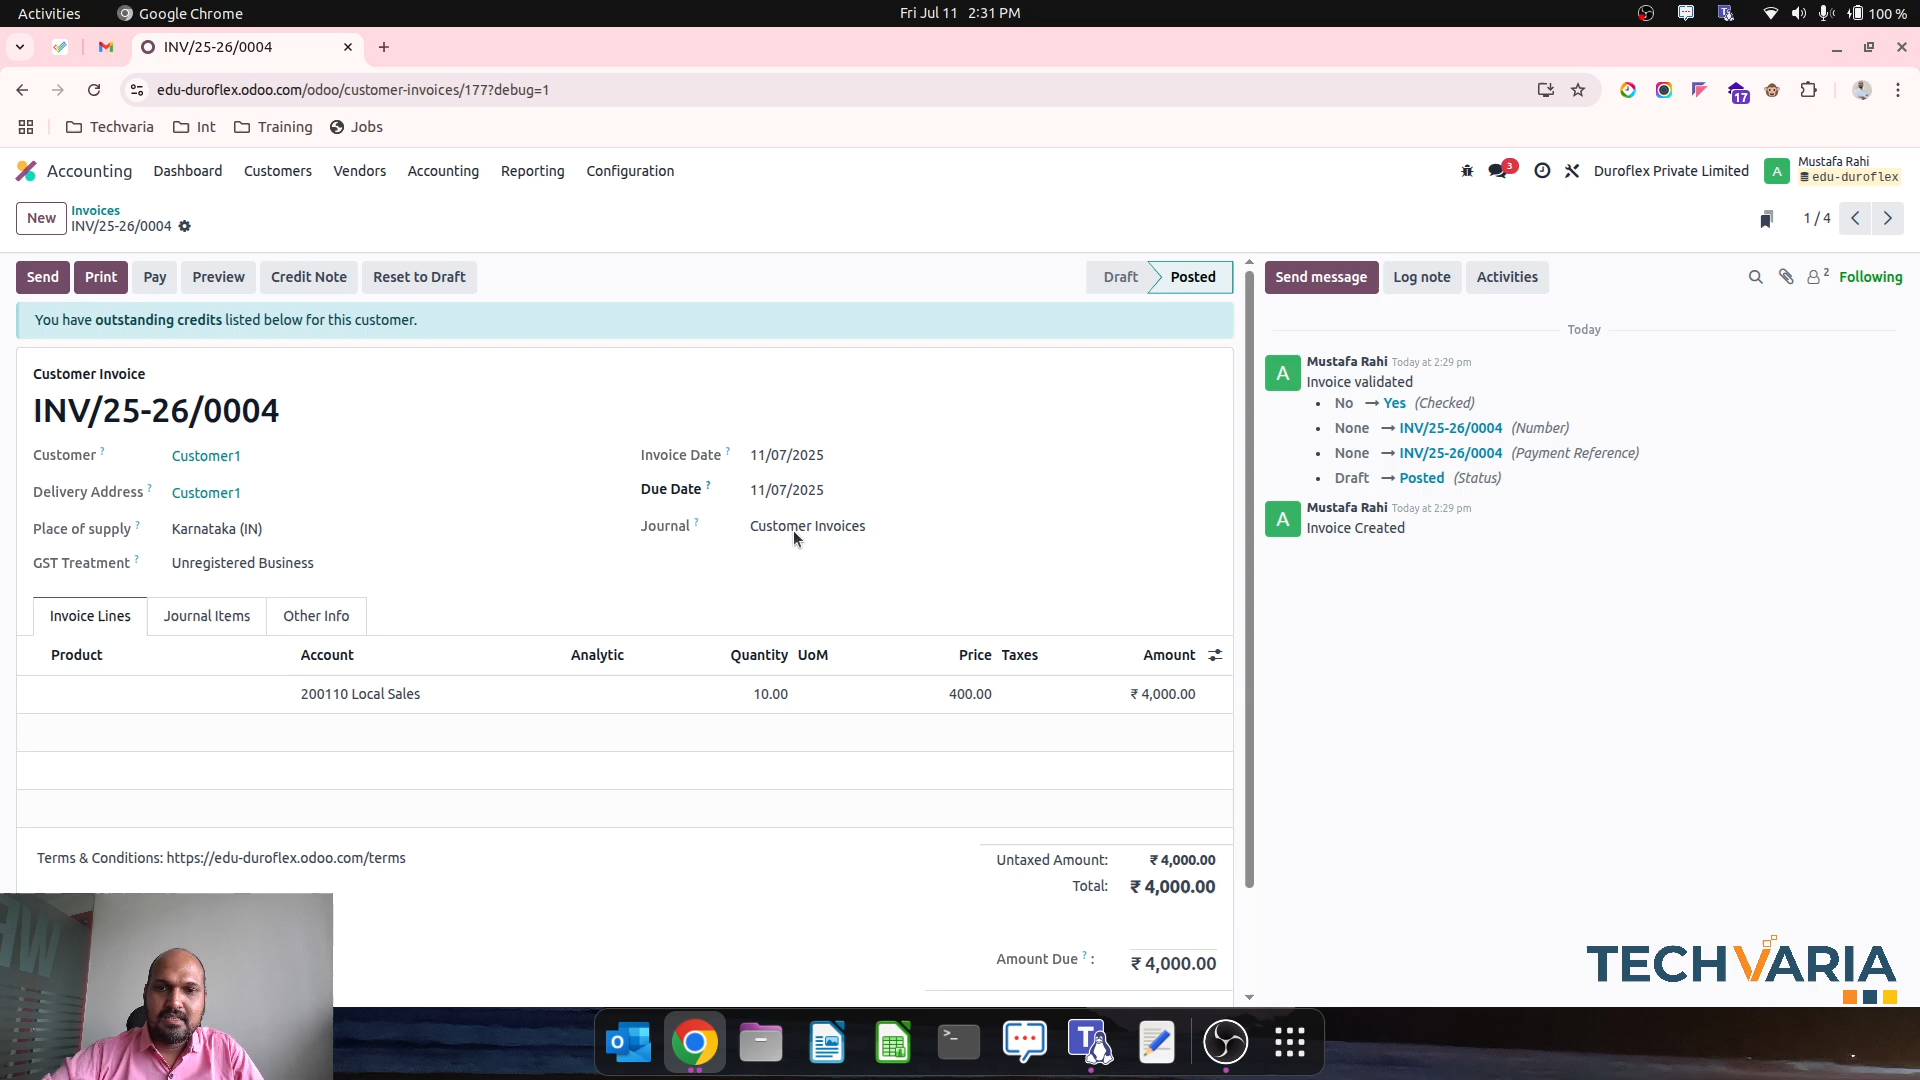 Activities
Google Chrome
Fri Jul 11 2:31 PM
100 %
INV/25-26/0004
edu-duroflex.odoo.com/odoo/customer-invoices/177?debug=1
17
Techvaria
Int
Training
Jobs
Accounting
Dashboard
Customers
Vendors
Accounting
Reporting
Configuration
3
Duroflex Private Limited
A
Mustafa Rahi
edu-duroflex
New
Invoices
INV/25-26/0004
1 / 4
Send
Print
Pay
Preview
Credit Note
Reset to Draft
Draft
Posted
Send message
Log note
Activities
2
Following
You have outstanding credits listed below for this customer.
Today
Customer Invoice
INV/25-26/0004
Customer ?
Customer1
Invoice Date ?
11/07/2025
Delivery Address ?
Customer1
Due Date ?
11/07/2025
Place of supply ?
Karnataka (IN)
Journal ?
Customer Invoices
GST Treatment ?
Unregistered Business
A
Mustafa Rahi Today at 2:29 pm
Invoice validated
• No → Yes (Checked)
• None → INV/25-26/0004 (Number)
• None → INV/25-26/0004 (Payment Reference)
• Draft → Posted (Status)
A
Mustafa Rahi Today at 2:29 pm
Invoice Created
Invoice Lines
Journal Items
Other Info
Product Account Analytic Quantity UoM Price Taxes Amount
200110 Local Sales 10.00 400.00 ₹ 4,000.00
Terms & Conditions: https://edu-duroflex.odoo.com/terms
Untaxed Amount: ₹ 4,000.00
Total: ₹ 4,000.00
Amount Due ? : ₹ 4,000.00
TECHVARIA